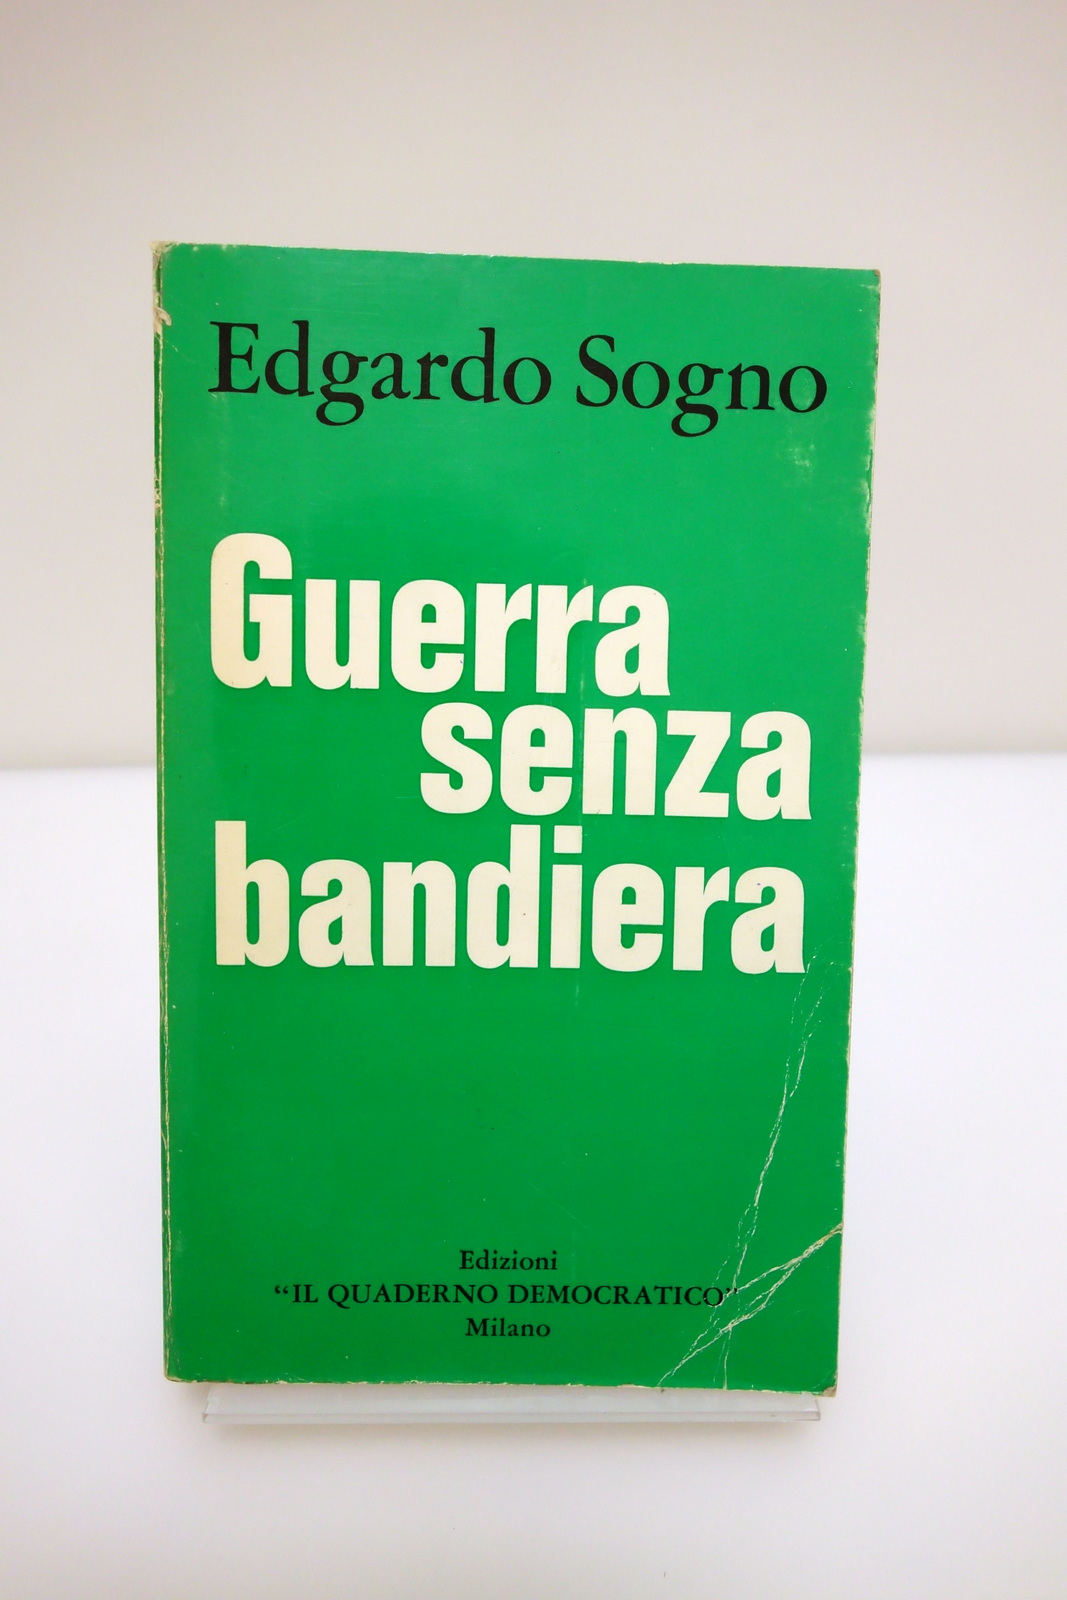 Edgardo Sogno
Guerra
senza
bandiera
Edizioni
“IL QUADERNO DEMOCRATICO”
Milano